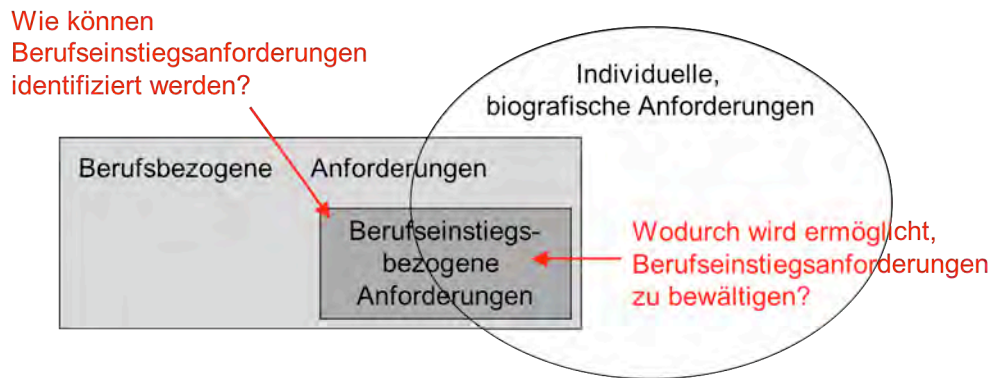 Wie können
Berufseinstiegsanforderungen
identifiziert werden?
Individuelle,
biografische Anforderungen
Berufsbezogene Anforderungen
Berufseinstiegs-
bezogene
Anforderungen
Wodurch wird ermöglicht,
Berufseinstiegsanforderungen
zu bewältigen?